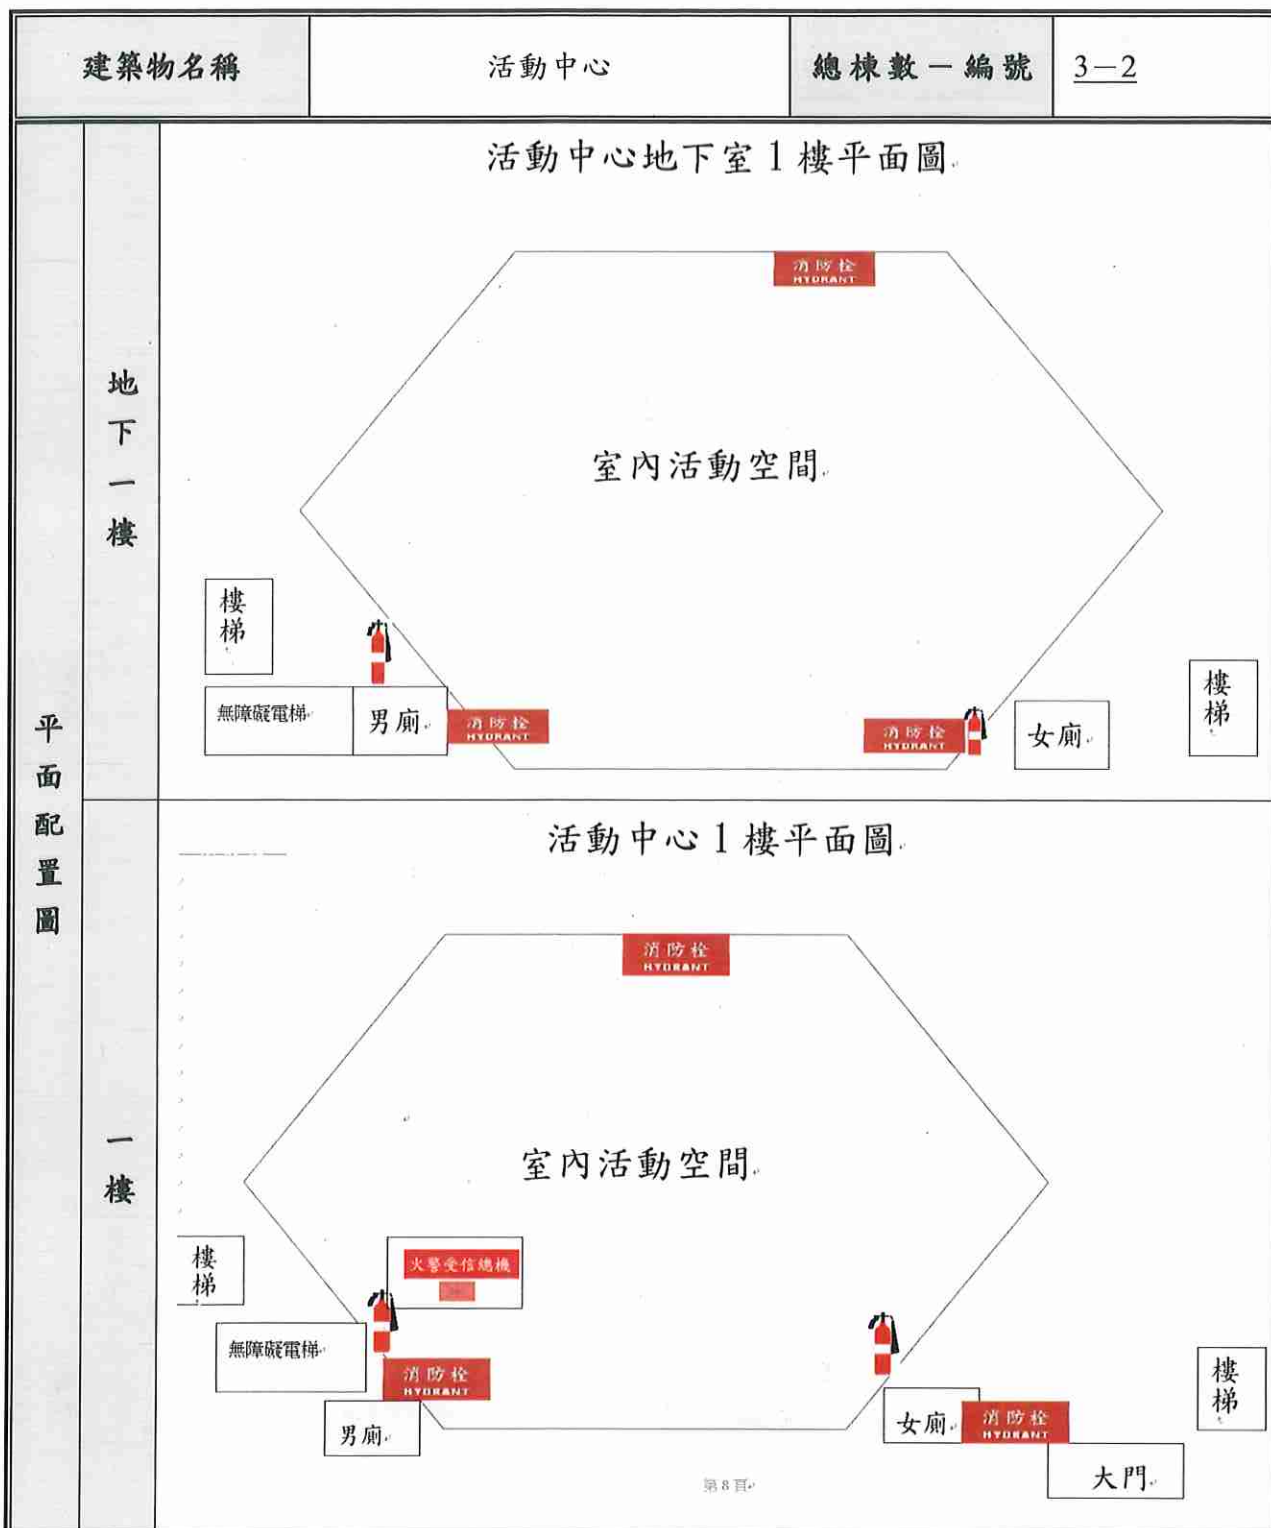 建築物名稱
活動中心
總棟數－編號
3－2
平面配置圖
地下一樓
活動中心地下室1樓平面圖
消防栓
HYDRANT
室內活動空間
樓梯
無障礙電梯
男廁
消防栓
HYDRANT
消防栓
HYDRANT
女廁
樓梯
一樓
活動中心1樓平面圖
消防栓
HYDRANT
室內活動空間
樓梯
火警受信總機
無障礙電梯
消防栓
HYDRANT
男廁
女廁
消防栓
HYDRANT
樓梯
大門
第8頁